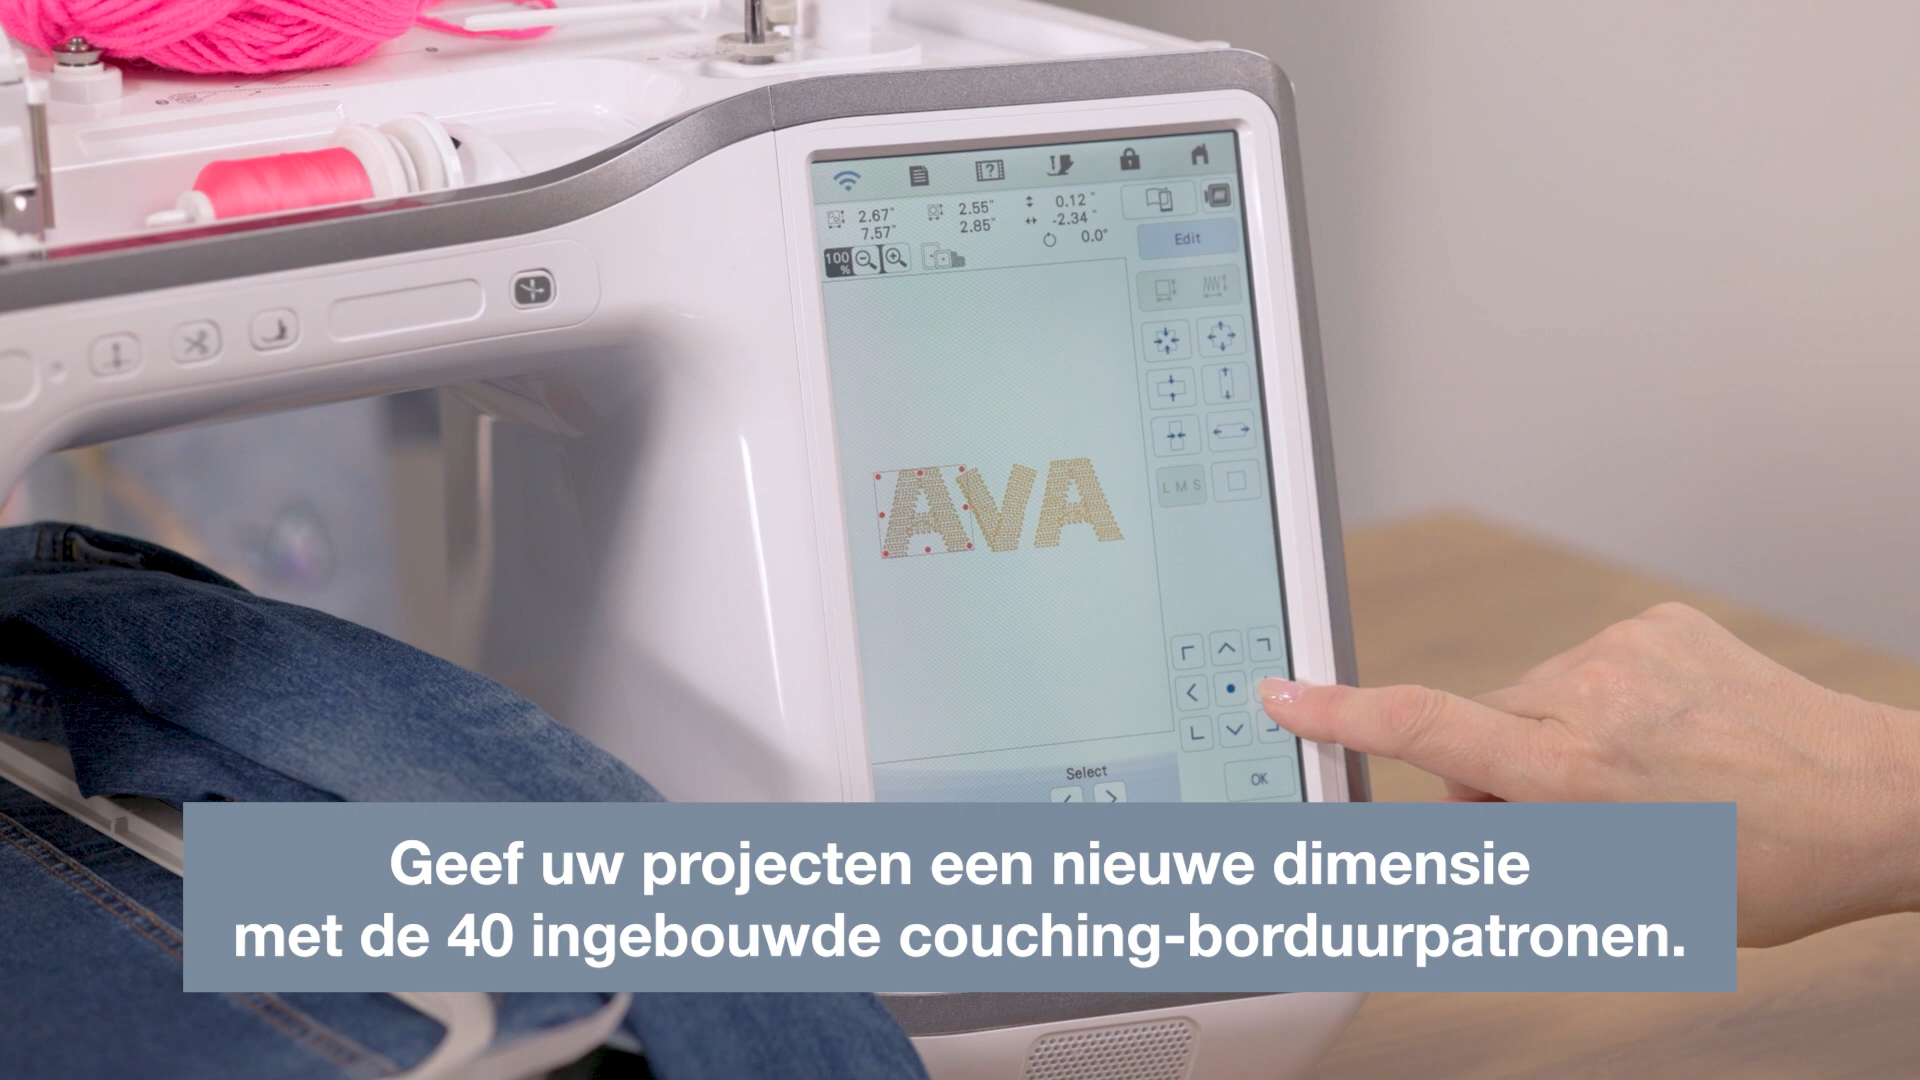 2.67" 2.55" 0.12"
7.57" 2.85" -2.34"
0.0°
100 %
Edit
L M S
AVA
Select
OK
Geef uw projecten een nieuwe dimensie
met de 40 ingebouwde couching-borduurpatronen.